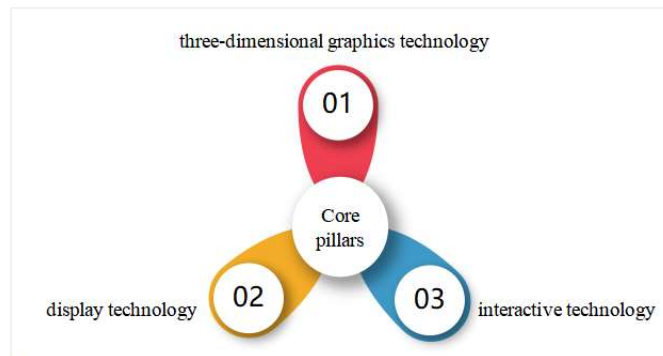 three-dimensional graphics technology
01
Core
pillars
02
03
display technology
interactive technology